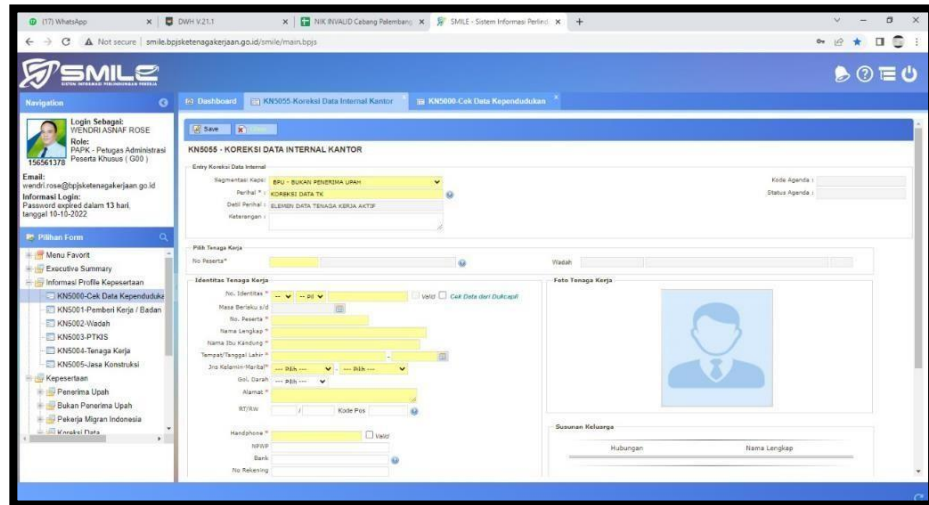 (17) WhatsApp
DWH V.21.1
NIK INVALID Cabang Palembang
SMILE - Sistem Informasi Perlind
Not secure | smile.bpjsketenagakerjaan.go.id/smile/main.bpjs
SMILE
SISTEM INFORMASI PERLINDUNGAN PEKERJA
Navigation
Dashboard
KN5055-Koreksi Data Internal Kantor
KN5000-Cek Data Kependudukan
Login Sebagai:
WENDRI ASNAF ROSE
Role:
PAPK - Petugas Administrasi
Peserta Khusus ( G00 )
156561378
Email:
wendri.rose@bpjsketenagakerjaan.go.id
Informasi Login:
Password expired dalam 13 hari,
tanggal 10-10-2022
Pilihan Form
Menu Favorit
Executive Summary
Informasi Profile Kepesertaan
KN5000-Cek Data Kependuduka
KN5001-Pemberi Kerja / Badan
KN5002-Wadah
KN5003-PTKIS
KN5004-Tenaga Kerja
KN5005-Jasa Konstruksi
Kepesertaan
Penerima Upah
Bukan Penerima Upah
Pekerja Migran Indonesia
Koreksi Data
Save
KN5055 - KOREKSI DATA INTERNAL KANTOR
Entry Koreksi Data Internal
Segmentasi Kepst BPU - BUKAN PENERIMA UPAH
Kode Agenda :
Perihal * : KOREKSI DATA TK
Status Agenda :
Detil Perihal : ELEMEN DATA TENAGA KERJA AKTIF
Keterangan :
Pilih Tenaga Kerja
No Peserta*
Wadah
Identitas Tenaga Kerja
Foto Tenaga Kerja
No. Identitas * -- -- Pil Valid Cek Data dari Dukcapil
Masa Berlaku s/d
No. Peserta *
Nama Lengkap *
Nama Ibu Kandung *
Tempat/Tanggal Lahir * -
Jns Kelamin-Marital* --- Pilih --- - --- Pilih ---
Gol. Darah --- Pilih ---
Alamat *
RT/RW / Kode Pos
Handphone * Valid
NPWP
Bank
No Rekening
Susunan Keluarga
Hubungan Nama Lengkap